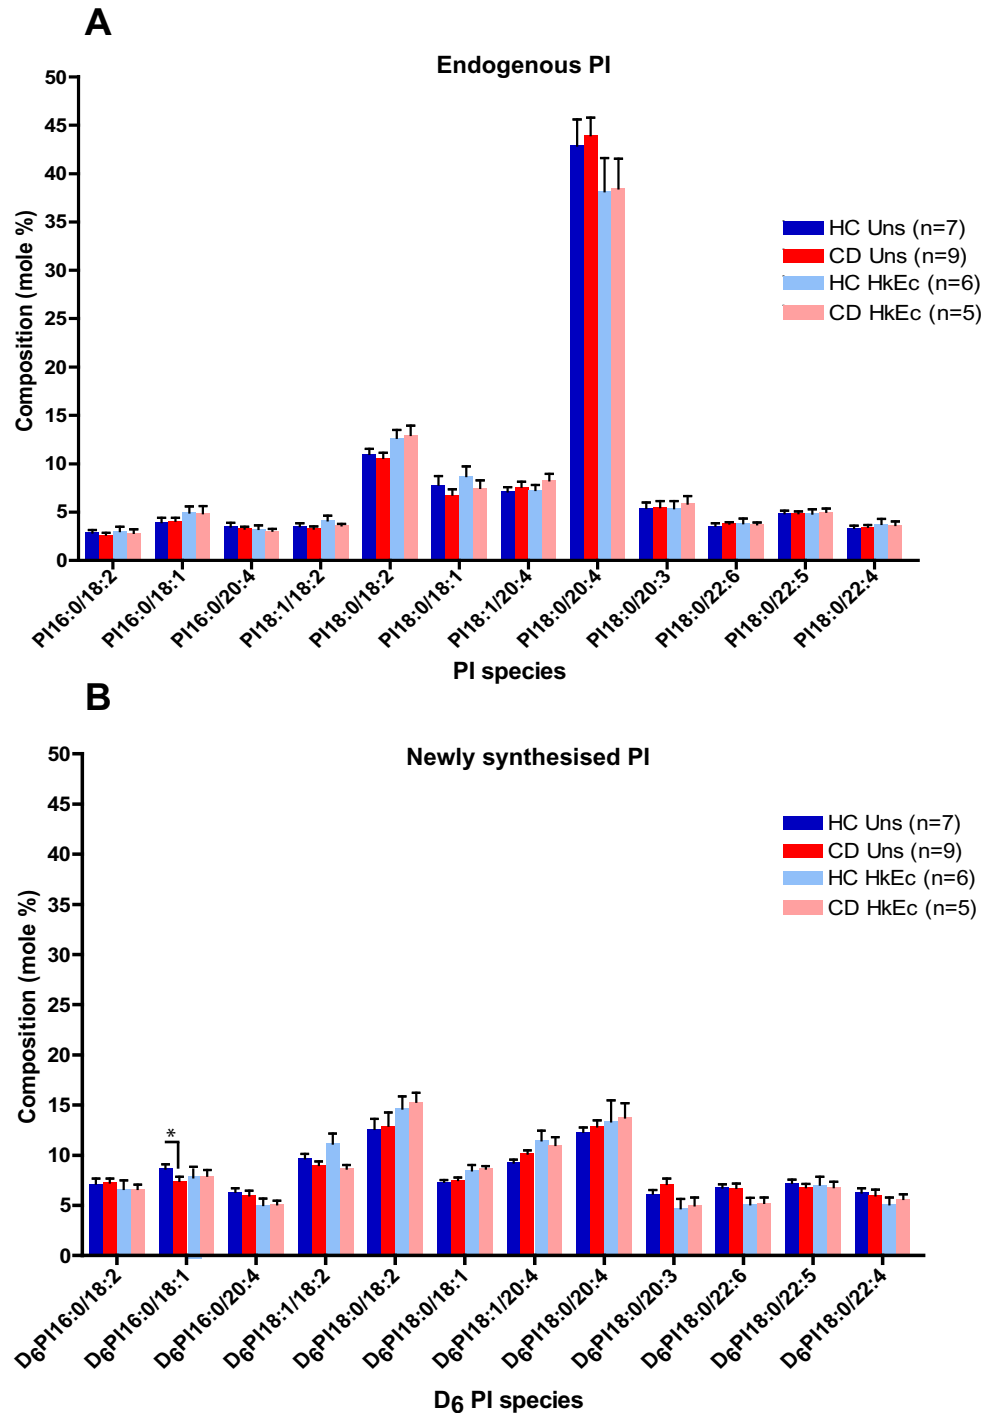 A
Endogenous PI
Composition (mole %)
50
45
40
35
30
25
20
15
10
5
0
HC Uns (n=7)
CD Uns (n=9)
HC HkEc (n=6)
CD HkEc (n=5)
PI16:0/18:2
PI16:0/18:1
PI16:0/20:4
PI18:1/18:2
PI18:0/18:2
PI18:0/18:1
PI18:1/20:4
PI18:0/20:4
PI18:0/20:3
PI18:0/22:6
PI18:0/22:5
PI18:0/22:4
PI species
B
Newly synthesised PI
Composition (mole %)
50
45
40
35
30
25
20
15
10
5
0
HC Uns (n=7)
CD Uns (n=9)
HC HkEc (n=6)
CD HkEc (n=5)
*
D6PI16:0/18:2
D6PI16:0/18:1
D6PI16:0/20:4
D6PI18:1/18:2
D6PI18:0/18:2
D6PI18:0/18:1
D6PI18:1/20:4
D6PI18:0/20:4
D6PI18:0/20:3
D6PI18:0/22:6
D6PI18:0/22:5
D6PI18:0/22:4
D6 PI species